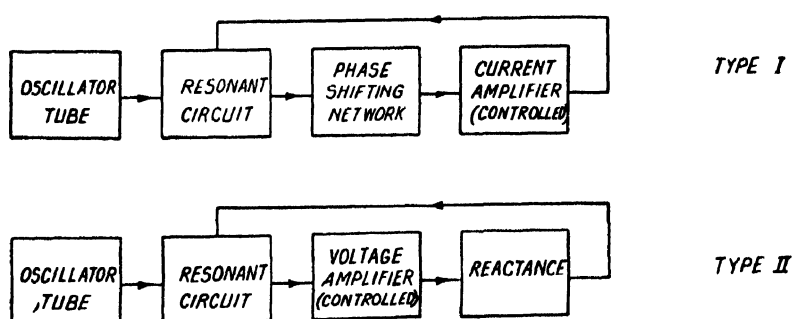 OSCILLATOR
TUBE
RESONANT
CIRCUIT
PHASE
SHIFTING
NETWORK
CURRENT
AMPLIFIER
(CONTROLLED)
TYPE I
OSCILLATOR
,TUBE
RESONANT
CIRCUIT
VOLTAGE
AMPLIFIER
(CONTROLLED)
REACTANCE
TYPE II